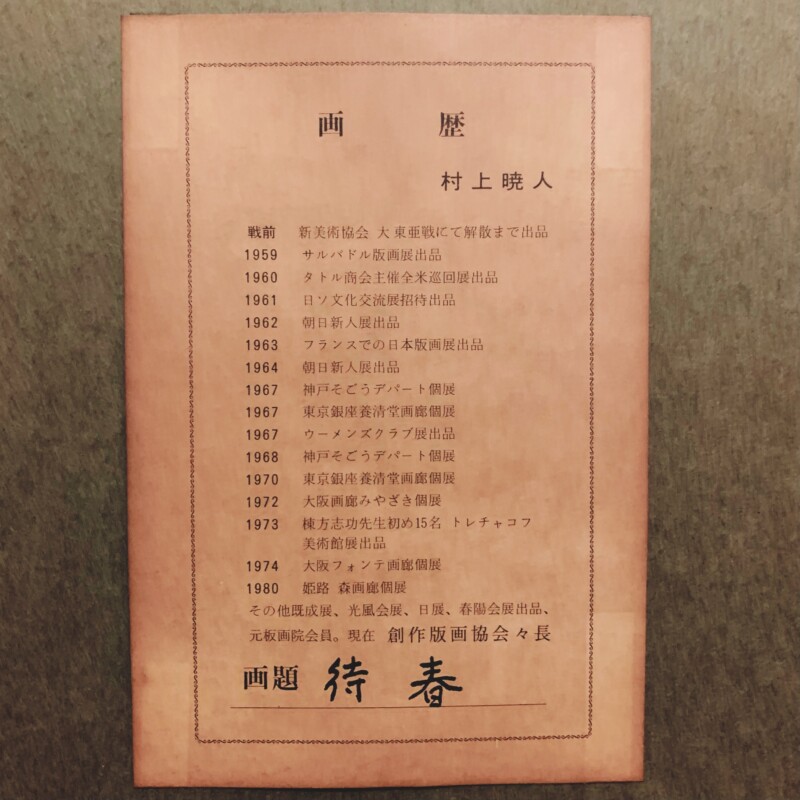 画 歴
村上暁人
戦前 新美術協会 大東亜戦にて解散まで出品
1959 サルバドル版画展出品
1960 タトル商会主催全米巡回展出品
1961 日ソ文化交流展招待出品
1962 朝日新人展出品
1963 フランスでの日本版画展出品
1964 朝日新人展出品
1967 神戸そごうデパート個展
1967 東京銀座養清堂画廊個展
1967 ウーメンズクラブ展出品
1968 神戸そごうデパート個展
1970 東京銀座養清堂画廊個展
1972 大阪画廊みやざき個展
1973 棟方志功先生初め15名 トレチャコフ
美術館展出品
1974 大阪フォンテ画廊個展
1980 姫路 森画廊個展
その他既成展、光風会展、日展、春陽会展出品、
元板画院会員。現在 創作版画協会々長
画題 待春